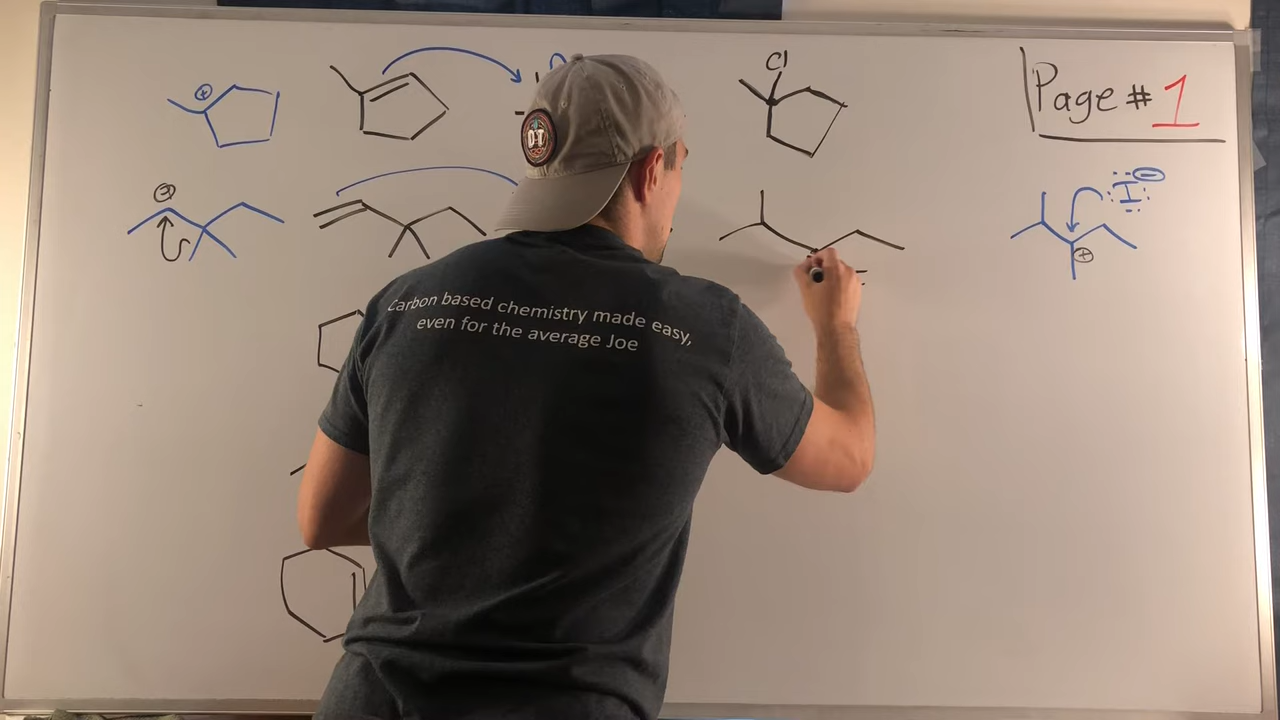 Cl
Page # 1
I
D T
Carbon based chemistry made easy,
even for the average Joe